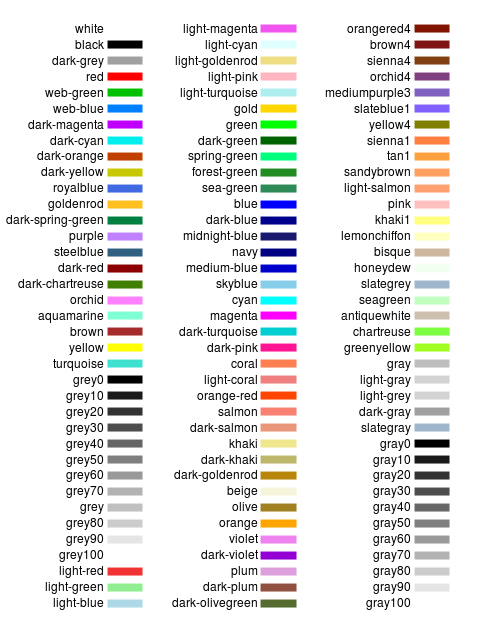 white
black
dark-grey
red
web-green
web-blue
dark-magenta
dark-cyan
dark-orange
dark-yellow
royalblue
goldenrod
dark-spring-green
purple
steelblue
dark-red
dark-chartreuse
orchid
aquamarine
brown
yellow
turquoise
grey0
grey10
grey20
grey30
grey40
grey50
grey60
grey70
grey
grey80
grey90
grey100
light-red
light-green
light-blue
light-magenta
light-cyan
light-goldenrod
light-pink
light-turquoise
gold
green
dark-green
spring-green
forest-green
sea-green
blue
dark-blue
midnight-blue
navy
medium-blue
skyblue
cyan
magenta
dark-turquoise
dark-pink
coral
light-coral
orange-red
salmon
dark-salmon
khaki
dark-khaki
dark-goldenrod
beige
olive
orange
violet
dark-violet
plum
dark-plum
dark-olivegreen
orangered4
brown4
sienna4
orchid4
mediumpurple3
slateblue1
yellow4
sienna1
tan1
sandybrown
light-salmon
pink
khaki1
lemonchiffon
bisque
honeydew
slategrey
seagreen
antiquewhite
chartreuse
greenyellow
gray
light-gray
light-grey
dark-gray
slategray
gray0
gray10
gray20
gray30
gray40
gray50
gray60
gray70
gray80
gray90
gray100